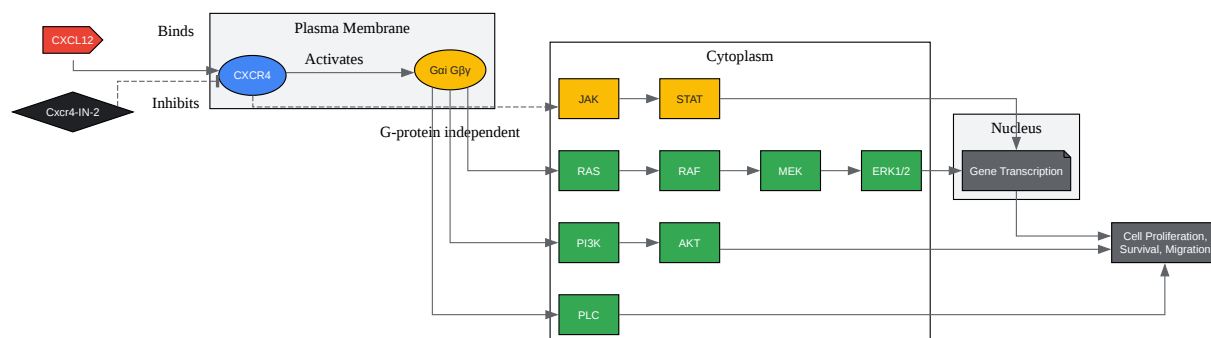 Binds
Plasma Membrane
CXCL12
Cytoplasm
Activates
CXCR4
Gαi Gβγ
Cxcr4-IN-2
Inhibits
JAK
STAT
G-protein independent
Nucleus
RAS
RAF
MEK
ERK1/2
Gene Transcription
PI3K
AKT
Cell Proliferation,
Survival, Migration
PLC